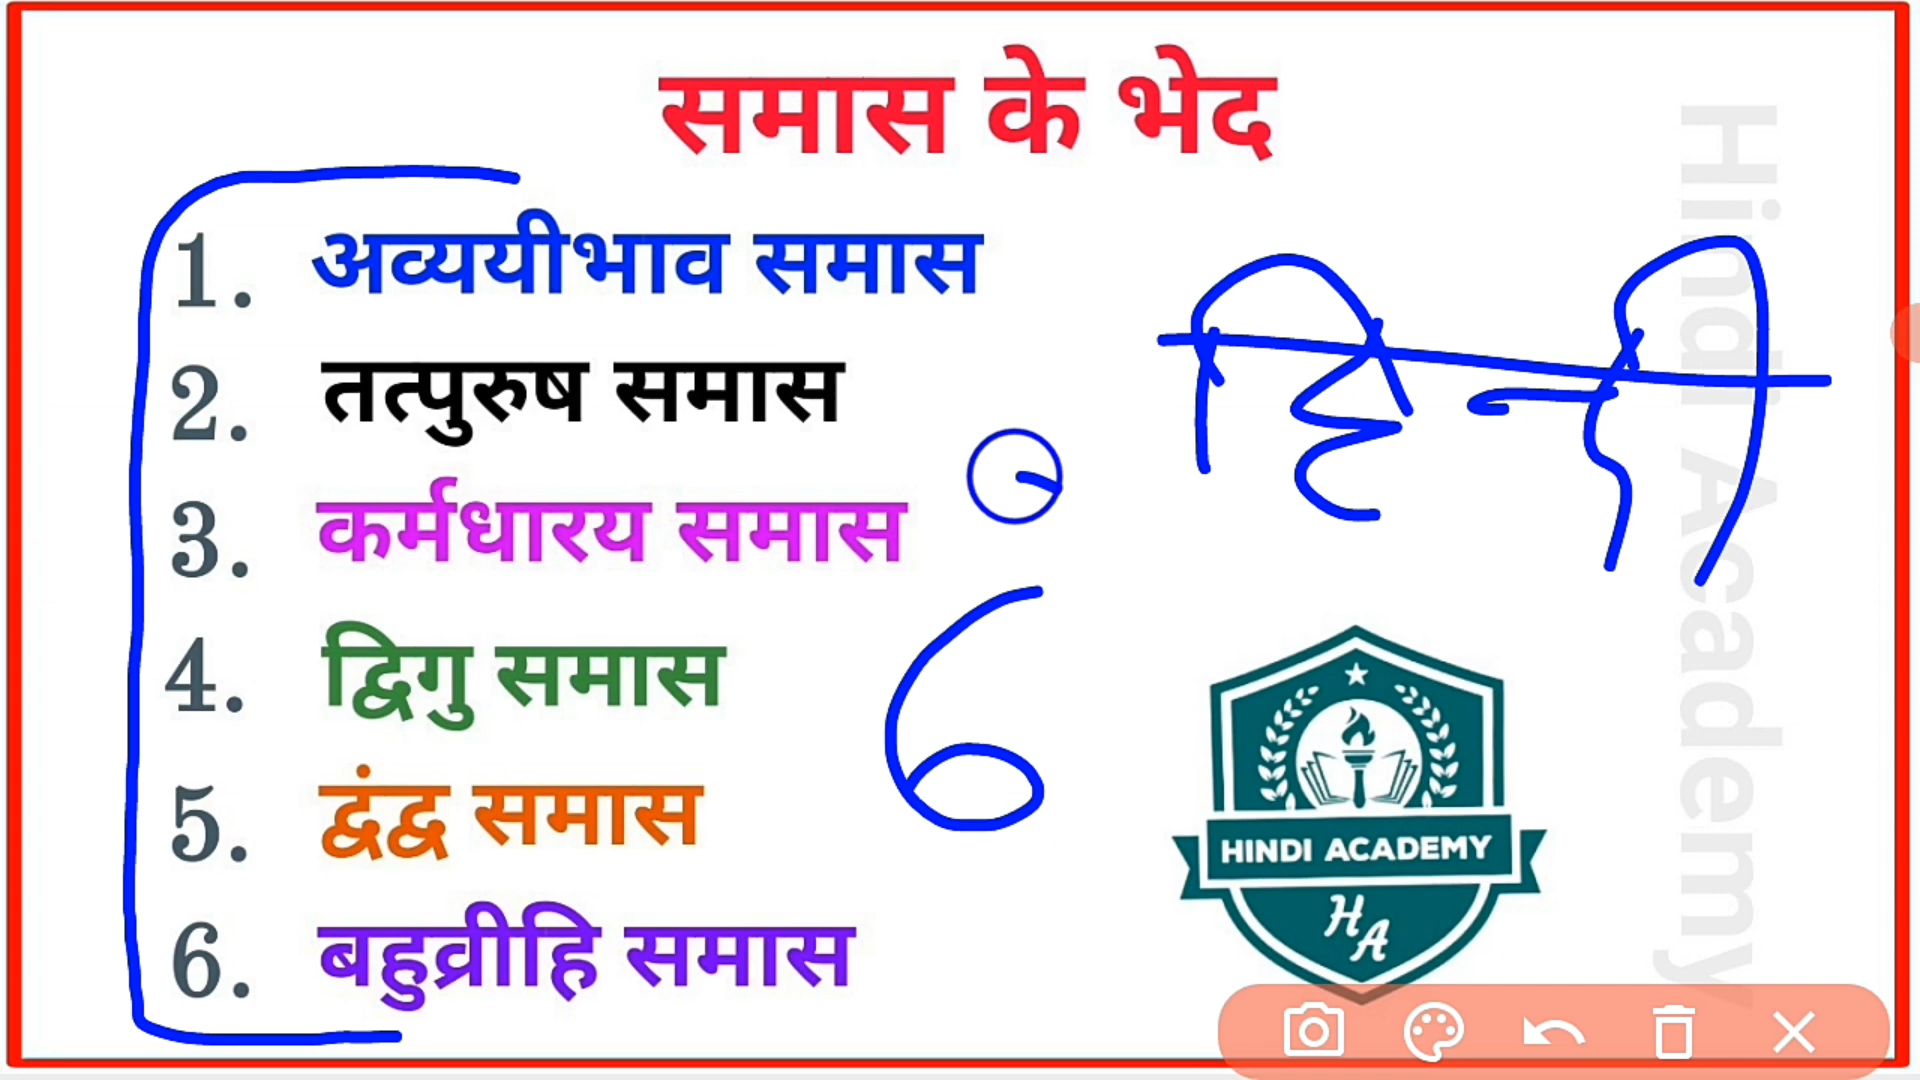 समास के भेद
1. अव्ययीभाव समास
2. तत्पुरुष समास
3. कर्मधारय समास
4. द्विगु समास
5. द्वंद्व समास
6. बहुव्रीहि समास
हिन्दी
6
HINDI ACADEMY
HA
Hindi Academy